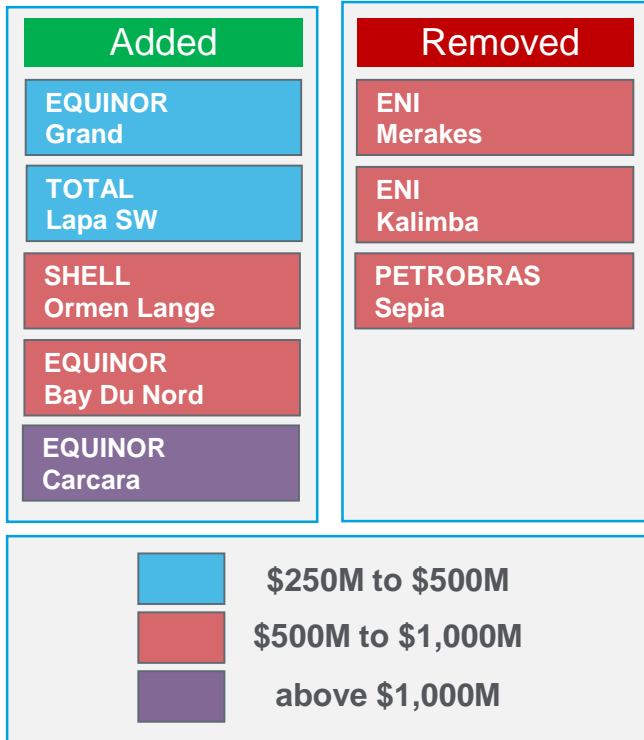 Added
EQUINOR
Grand
TOTAL
Lapa SW
SHELL
Ormen Lange
EQUINOR
Bay Du Nord
EQUINOR
Carcara
Removed
ENI
Merakes
ENI
Kalimba
PETROBRAS
Sepia
$250M to $500M
$500M to $1,000M
above $1,000M